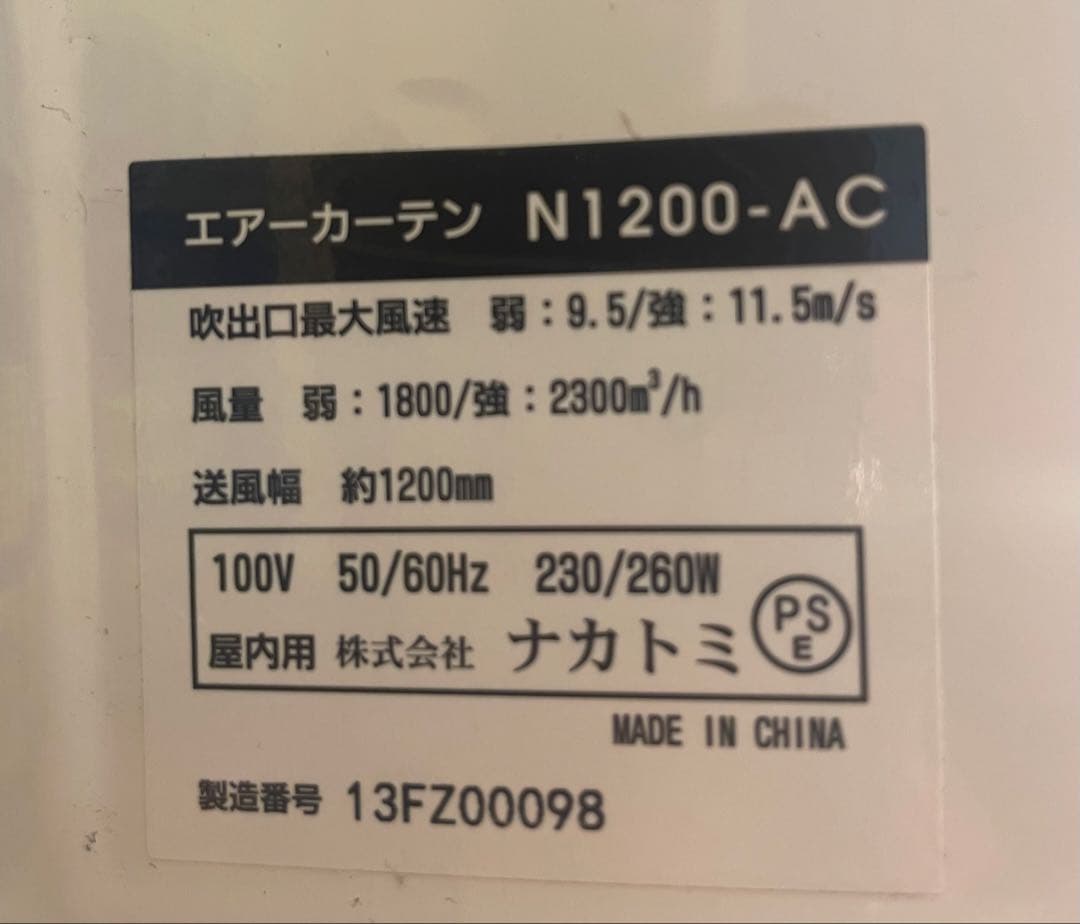 エアーカーテン N1200-AC
吹出口最大風速 弱：9.5/強：11.5m/s
風量 弱：1800/強：2300m³/h
送風幅 約1200mm
100V 50/60Hz 230/260W
屋内用 株式会社 ナカトミ PSE
MADE IN CHINA
製造番号 13FZ00098